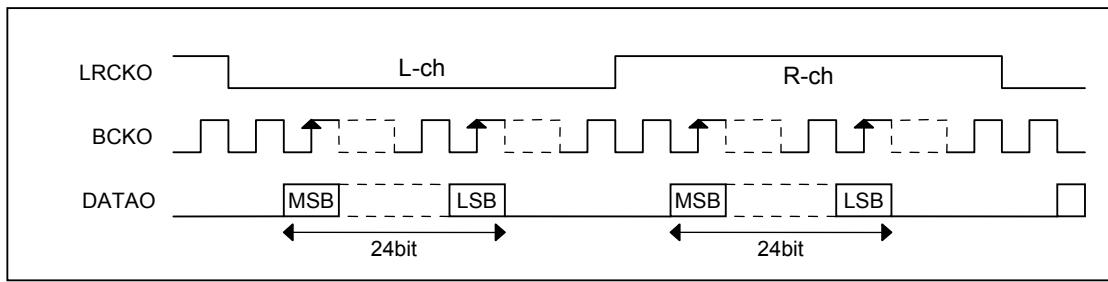 LRCKO L-ch R-ch
BCKO
DATAO MSB LSB MSB LSB
24bit 24bit